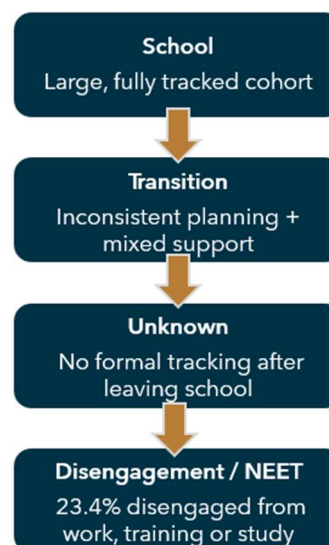 School
Large, fully tracked cohort
Transition
Inconsistent planning +
mixed support
Unknown
No formal tracking after
leaving school
Disengagement / NEET
23.4% disengaged from
work, training or study